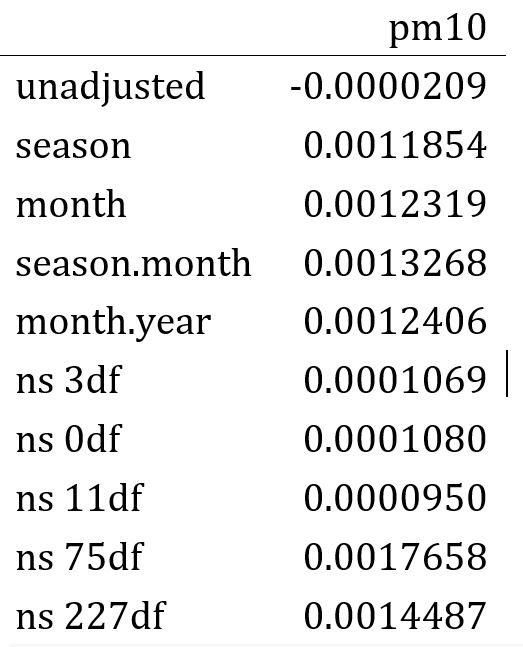 pm10
unadjusted -0.0000209
season 0.0011854
month 0.0012319
season.month 0.0013268
month.year 0.0012406
ns 3df 0.0001069
ns 0df 0.0001080
ns 11df 0.0000950
ns 75df 0.0017658
ns 227df 0.0014487